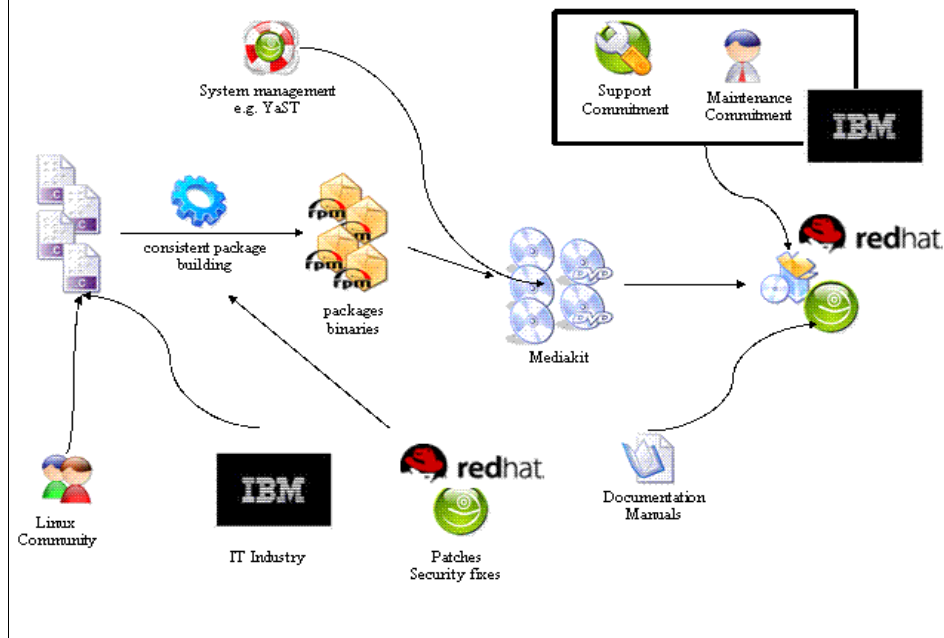 System management
e.g. YaST
Support
Commitment
Maintenance
Commitment
IBM
C
C
C
C
consistent package
building
rpm
rpm
rpm
rpm
packages
binaries
DVD
DVD
Mediakit
redhat.
Linux
Community
IBM
IT Industry
redhat.
Patches
Security fixes
Documentation
Manuals